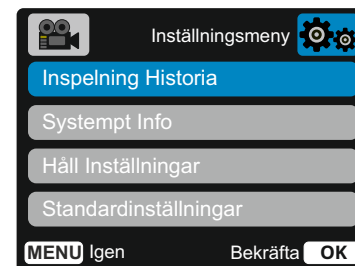 Inställningsmeny
Inspelning Historia
Systempt Info
Håll Inställningar
Standardinställningar
MENU Igen Bekräfta OK